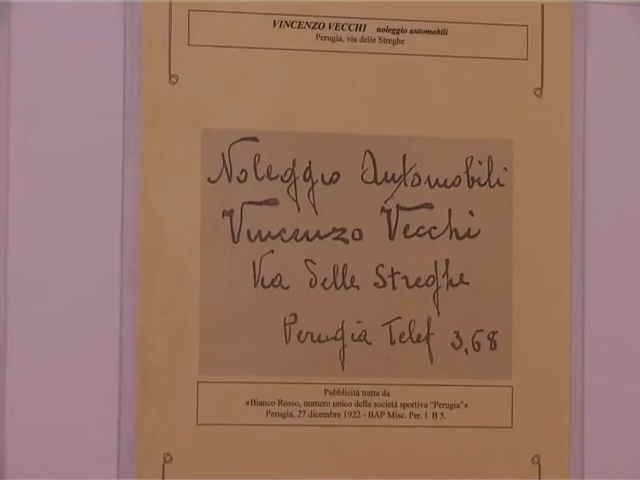 VINCENZO VECCHI noleggio automobili
Perugia, via delle Streghe
Noleggio Automobili
Vincenzo Vecchi
Via delle Streghe
Perugia Telef 3.68
Pubblicità tratta da
«Bianco Rosso, numero unico della società sportiva "Perugia"»
Perugia, 27 dicembre 1922 - BAP Misc. Per. 1 B 5.